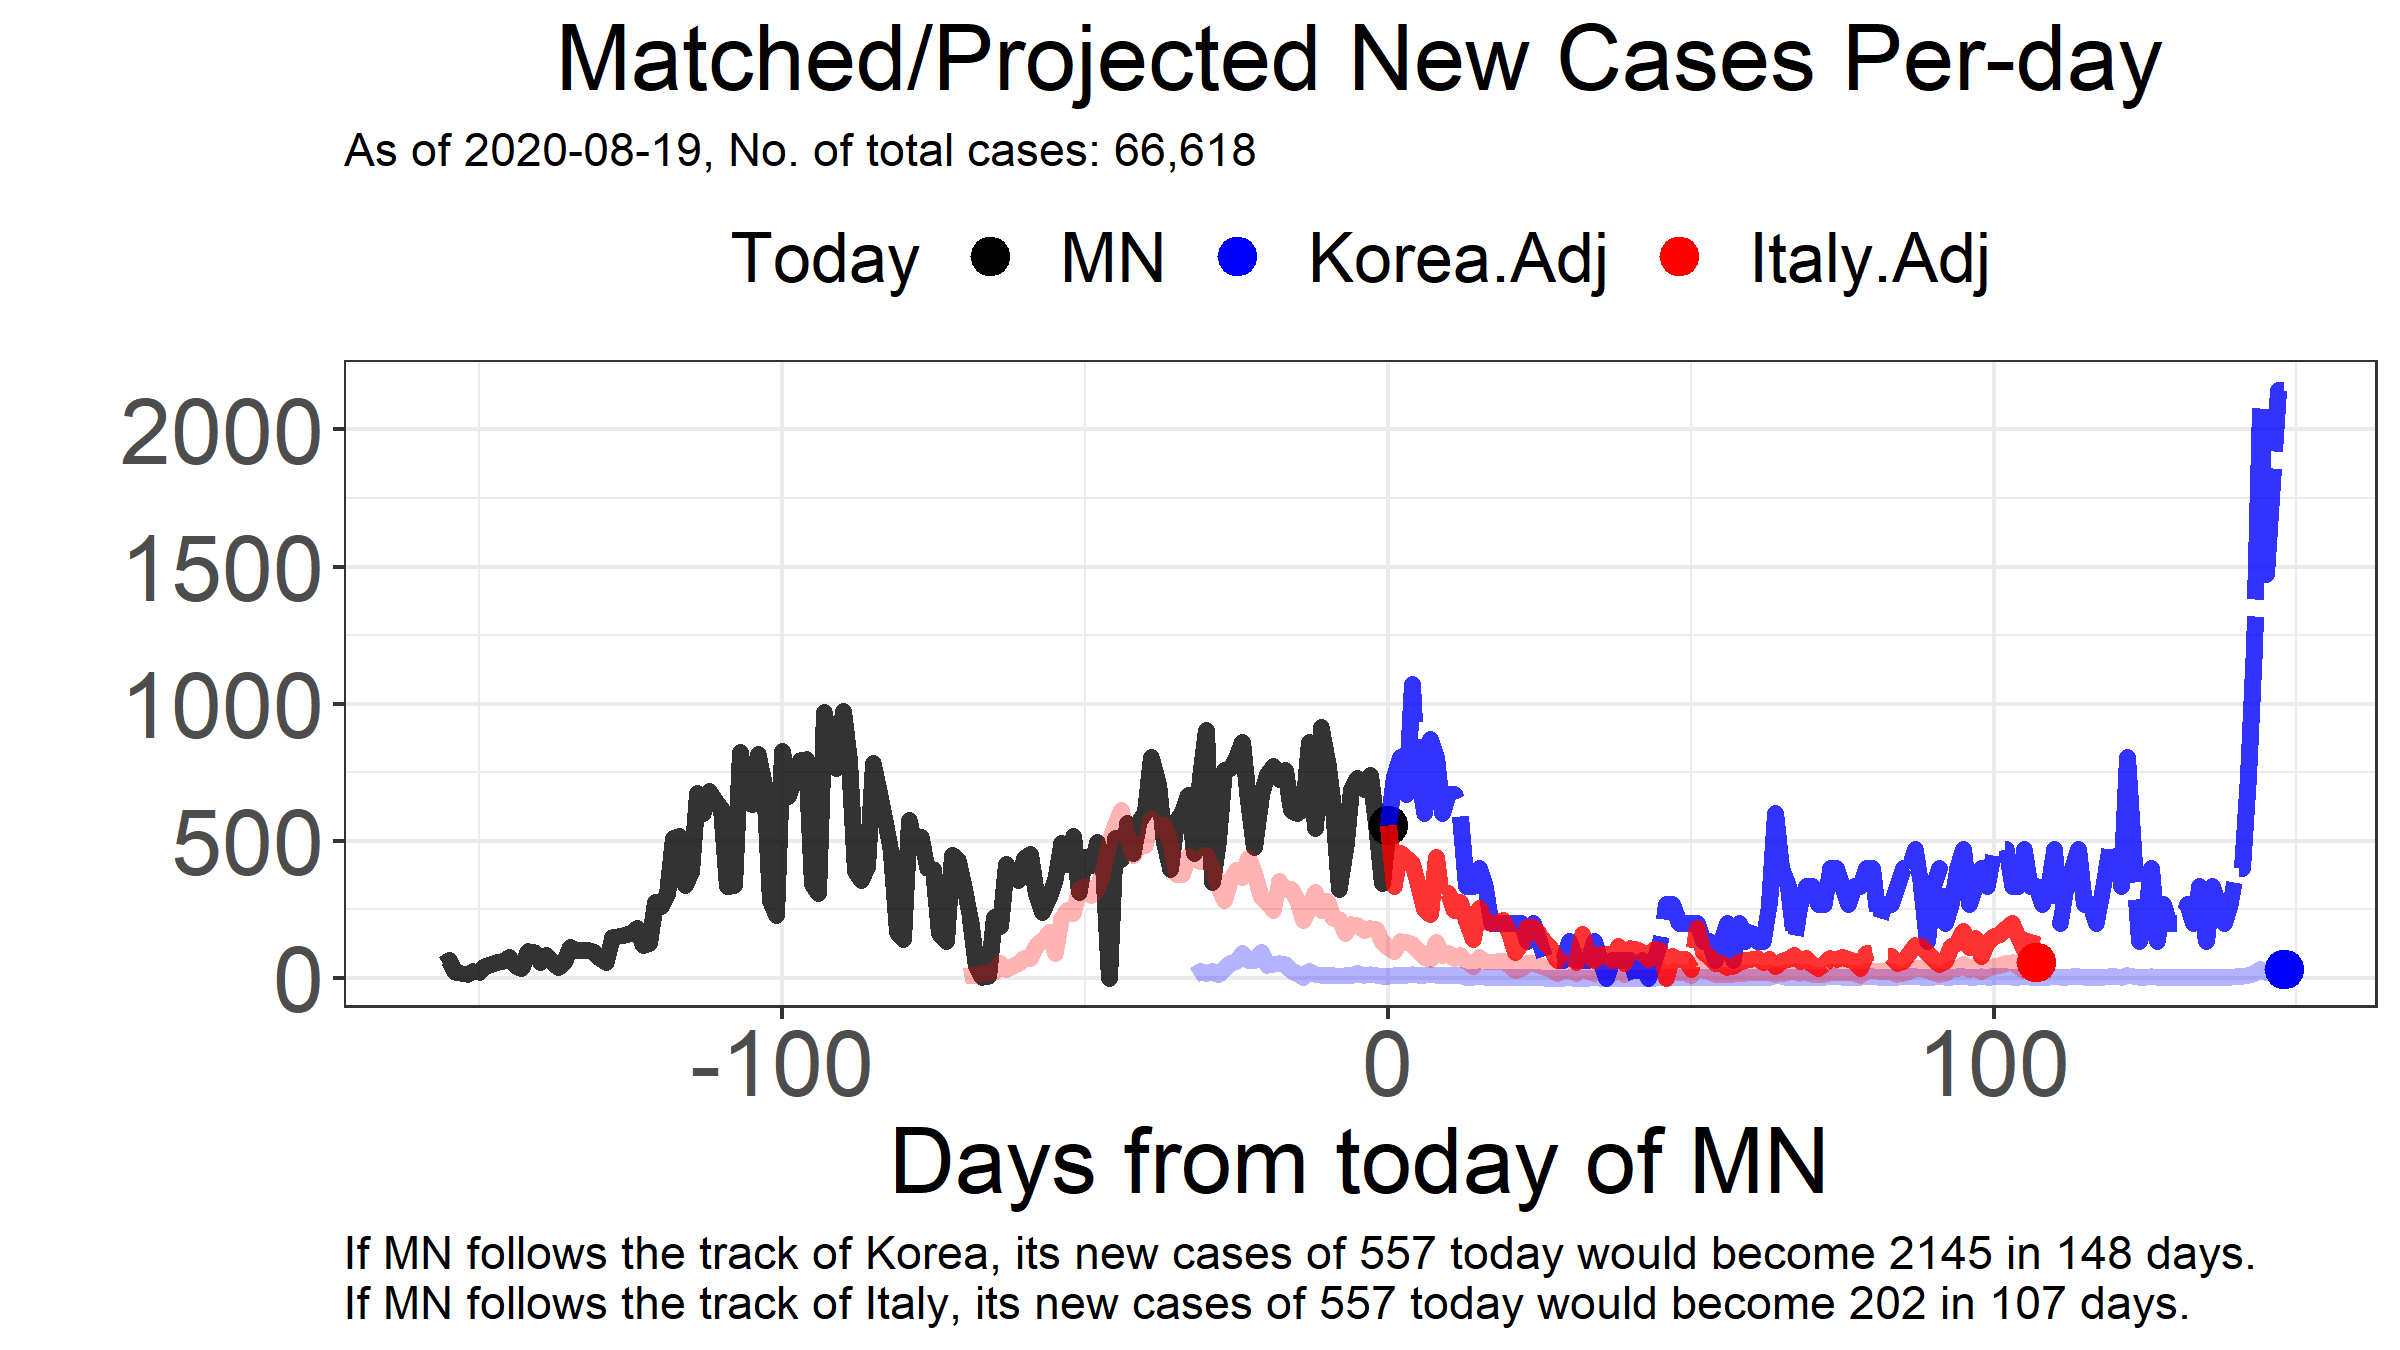 Matched/Projected New Cases Per-day
As of 2020-08-19, No. of total cases: 66,618
Today MN Korea.Adj Italy.Adj
2000
1500
1000
500
0
-100 0 100
Days from today of MN
If MN follows the track of Korea, its new cases of 557 today would become 2145 in 148 days.
If MN follows the track of Italy, its new cases of 557 today would become 202 in 107 days.